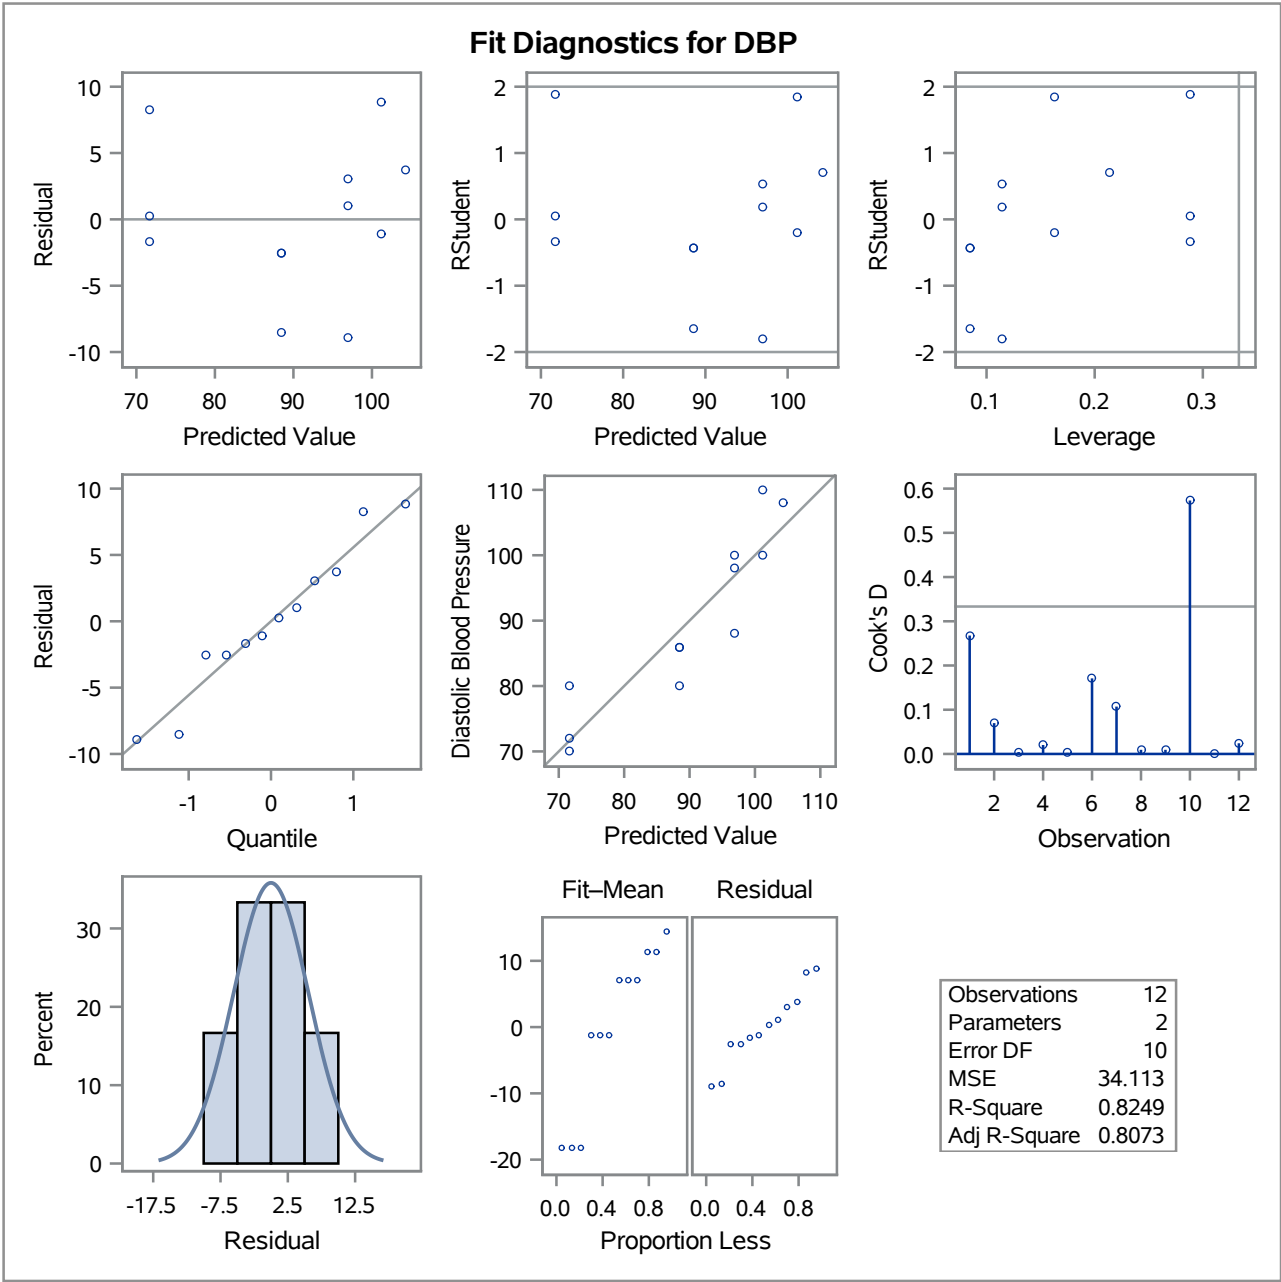 Fit Diagnostics for DBP
10
5
0
-5
-10
Residual
70 80 90 100
Predicted Value
2
1
0
-1
-2
RStudent
70 80 90 100
Predicted Value
2
1
0
-1
-2
RStudent
0.1 0.2 0.3
Leverage
10
5
0
-5
-10
Residual
-1 0 1
Quantile
110
100
90
80
70
Diastolic Blood Pressure
70 80 90 100 110
Predicted Value
0.6
0.5
0.4
0.3
0.2
0.1
0.0
Cook's D
2 4 6 8 10 12
Observation
30
20
10
0
Percent
-17.5 -7.5 2.5 12.5
Residual
Fit–Mean Residual
10
0
-10
-20
0.0 0.4 0.8 0.0 0.4 0.8
Proportion Less
Observations 12
Parameters 2
Error DF 10
MSE 34.113
R-Square 0.8249
Adj R-Square 0.8073